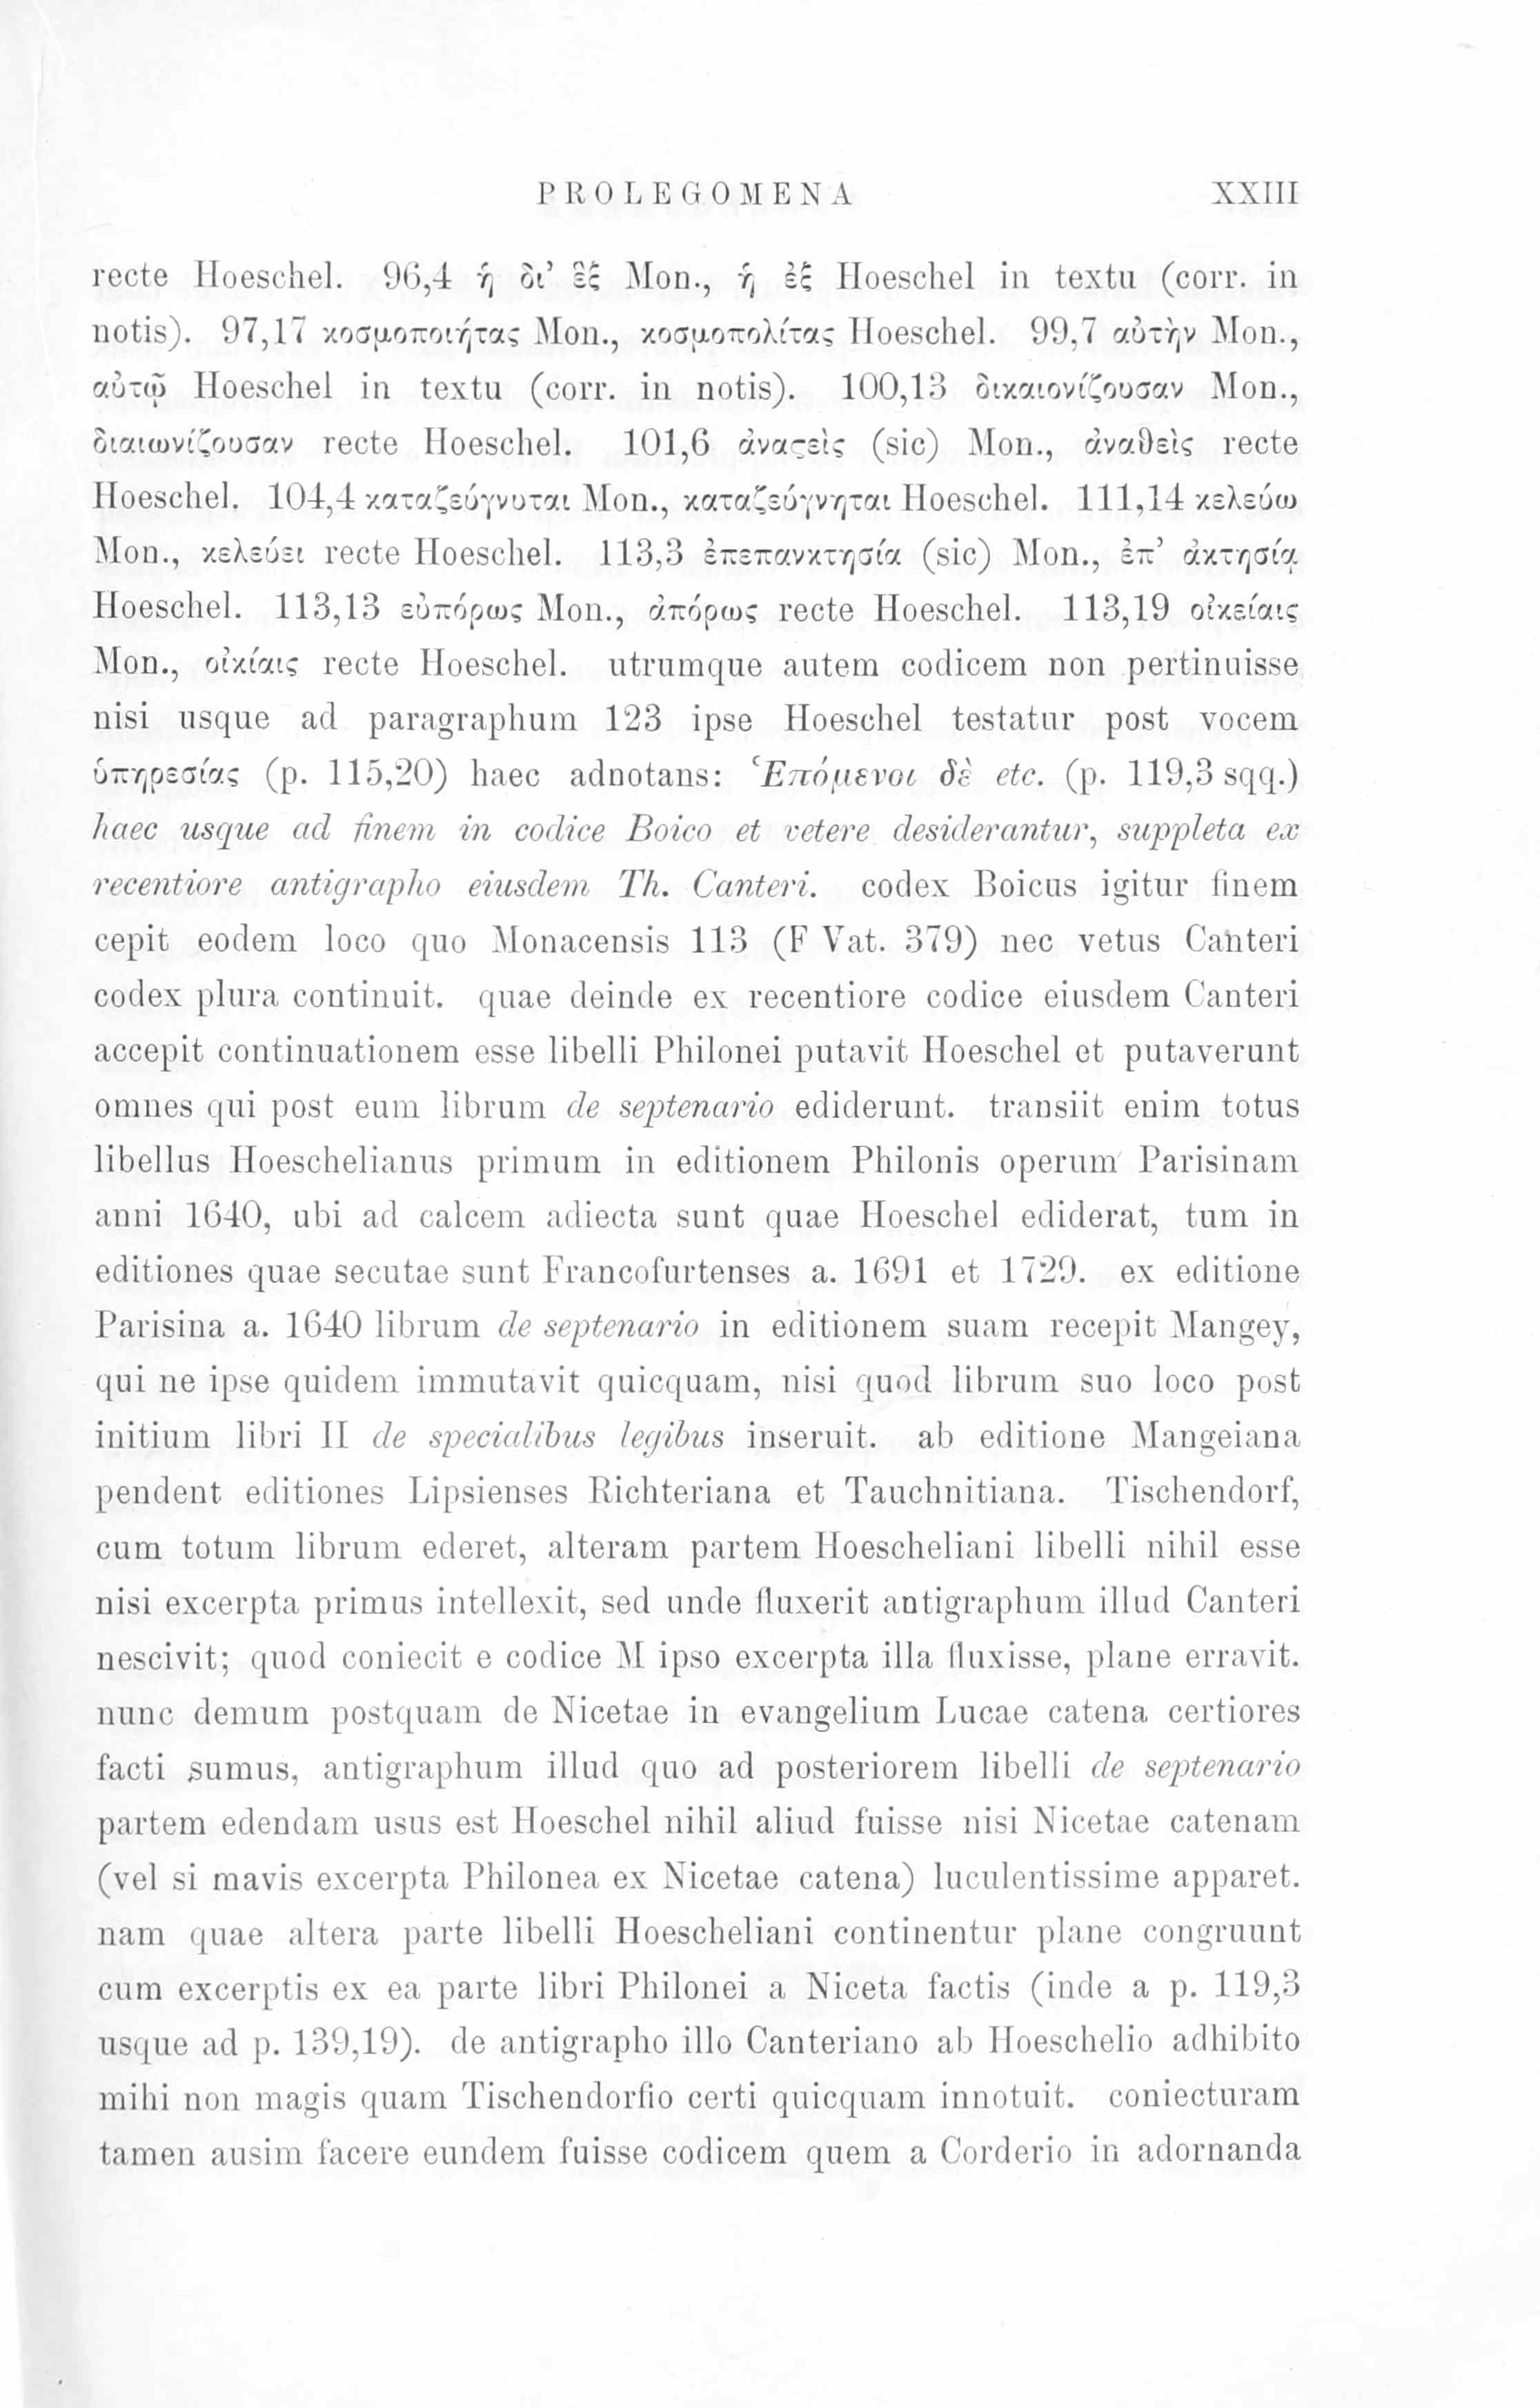 PROLEGOMENA XXIII
recte Hoeschel. 96,4 ἡ δι’ ἓξ Mon., ἡ ἐξ Hoeschel in textu (corr. in
notis). 97,17 κοσμοποιήτας Mon., κοσμοπολίτας Hoeschel. 99,7 αὐτὴν Mon.,
αὐτῷ Hoeschel in textu (corr. in notis). 100,13 δικαιονίζουσαν Mon.,
διαιωνίζουσαν recte Hoeschel. 101,6 ἀναςεὶς (sic) Mon., ἀναθεὶς recte
Hoeschel. 104,4 καταζεύγνυται Mon., καταζεύγνηται Hoeschel. 111,14 κελεύω
Mon., κελεύει recte Hoeschel. 113,3 ἐπεπανκτησία (sic) Mon., ἐπ’ ἀκτησίᾳ
Hoeschel. 113,13 εὐπόρως Mon., ἀπόρως recte Hoeschel. 113,19 οἰκείαις
Mon., οἰκίαις recte Hoeschel. utrumque autem codicem non pertinuisse
nisi usque ad paragraphum 123 ipse Hoeschel testatur post vocem
ὑπηρεσίας (p. 115,20) haec adnotans: Ἑπόμενοι δὲ etc. (p. 119,3 sqq.)
haec usque ad finem in codice Boico et vetere desiderantur, suppleta ex
recentiore antigrapho eiusdem Th. Canteri. codex Boicus igitur finem
cepit eodem loco quo Monacensis 113 (F Vat. 379) nec vetus Canteri
codex plura continuit. quae deinde ex recentiore codice eiusdem Canteri
accepit continuationem esse libelli Philonei putavit Hoeschel et putaverunt
omnes qui post eum librum de septenario ediderunt. transiit enim totus
libellus Hoeschelianus primum in editionem Philonis operum Parisinam
anni 1640, ubi ad calcem adiecta sunt quae Hoeschel ediderat, tum in
editiones quae secutae sunt Francofurtenses a. 1691 et 1729. ex editione
Parisina a. 1640 librum de septenario in editionem suam recepit Mangey,
qui ne ipse quidem immutavit quicquam, nisi quod librum suo loco post
initium libri II de specialibus legibus inseruit. ab editione Mangeiana
pendent editiones Lipsienses Richteriana et Tauchnitiana. Tischendorf,
cum totum librum ederet, alteram partem Hoescheliani libelli nihil esse
nisi excerpta primus intellexit, sed unde fluxerit antigraphum illud Canteri
nescivit; quod coniecit e codice M ipso excerpta illa fluxisse, plane erravit.
nunc demum postquam de Nicetae in evangelium Lucae catena certiores
facti sumus, antigraphum illud quo ad posteriorem libelli de septenario
partem edendam usus est Hoeschel nihil aliud fuisse nisi Nicetae catenam
(vel si mavis excerpta Philonea ex Nicetae catena) luculentissime apparet.
nam quae altera parte libelli Hoescheliani continentur plane congruunt
cum excerptis ex ea parte libri Philonei a Niceta factis (inde a p. 119,3
usque ad p. 139,19). de antigrapho illo Canteriano ab Hoeschelio adhibito
mihi non magis quam Tischendorfio certi quicquam innotuit. coniecturam
tamen ausim facere eundem fuisse codicem quem a Corderio in adornanda